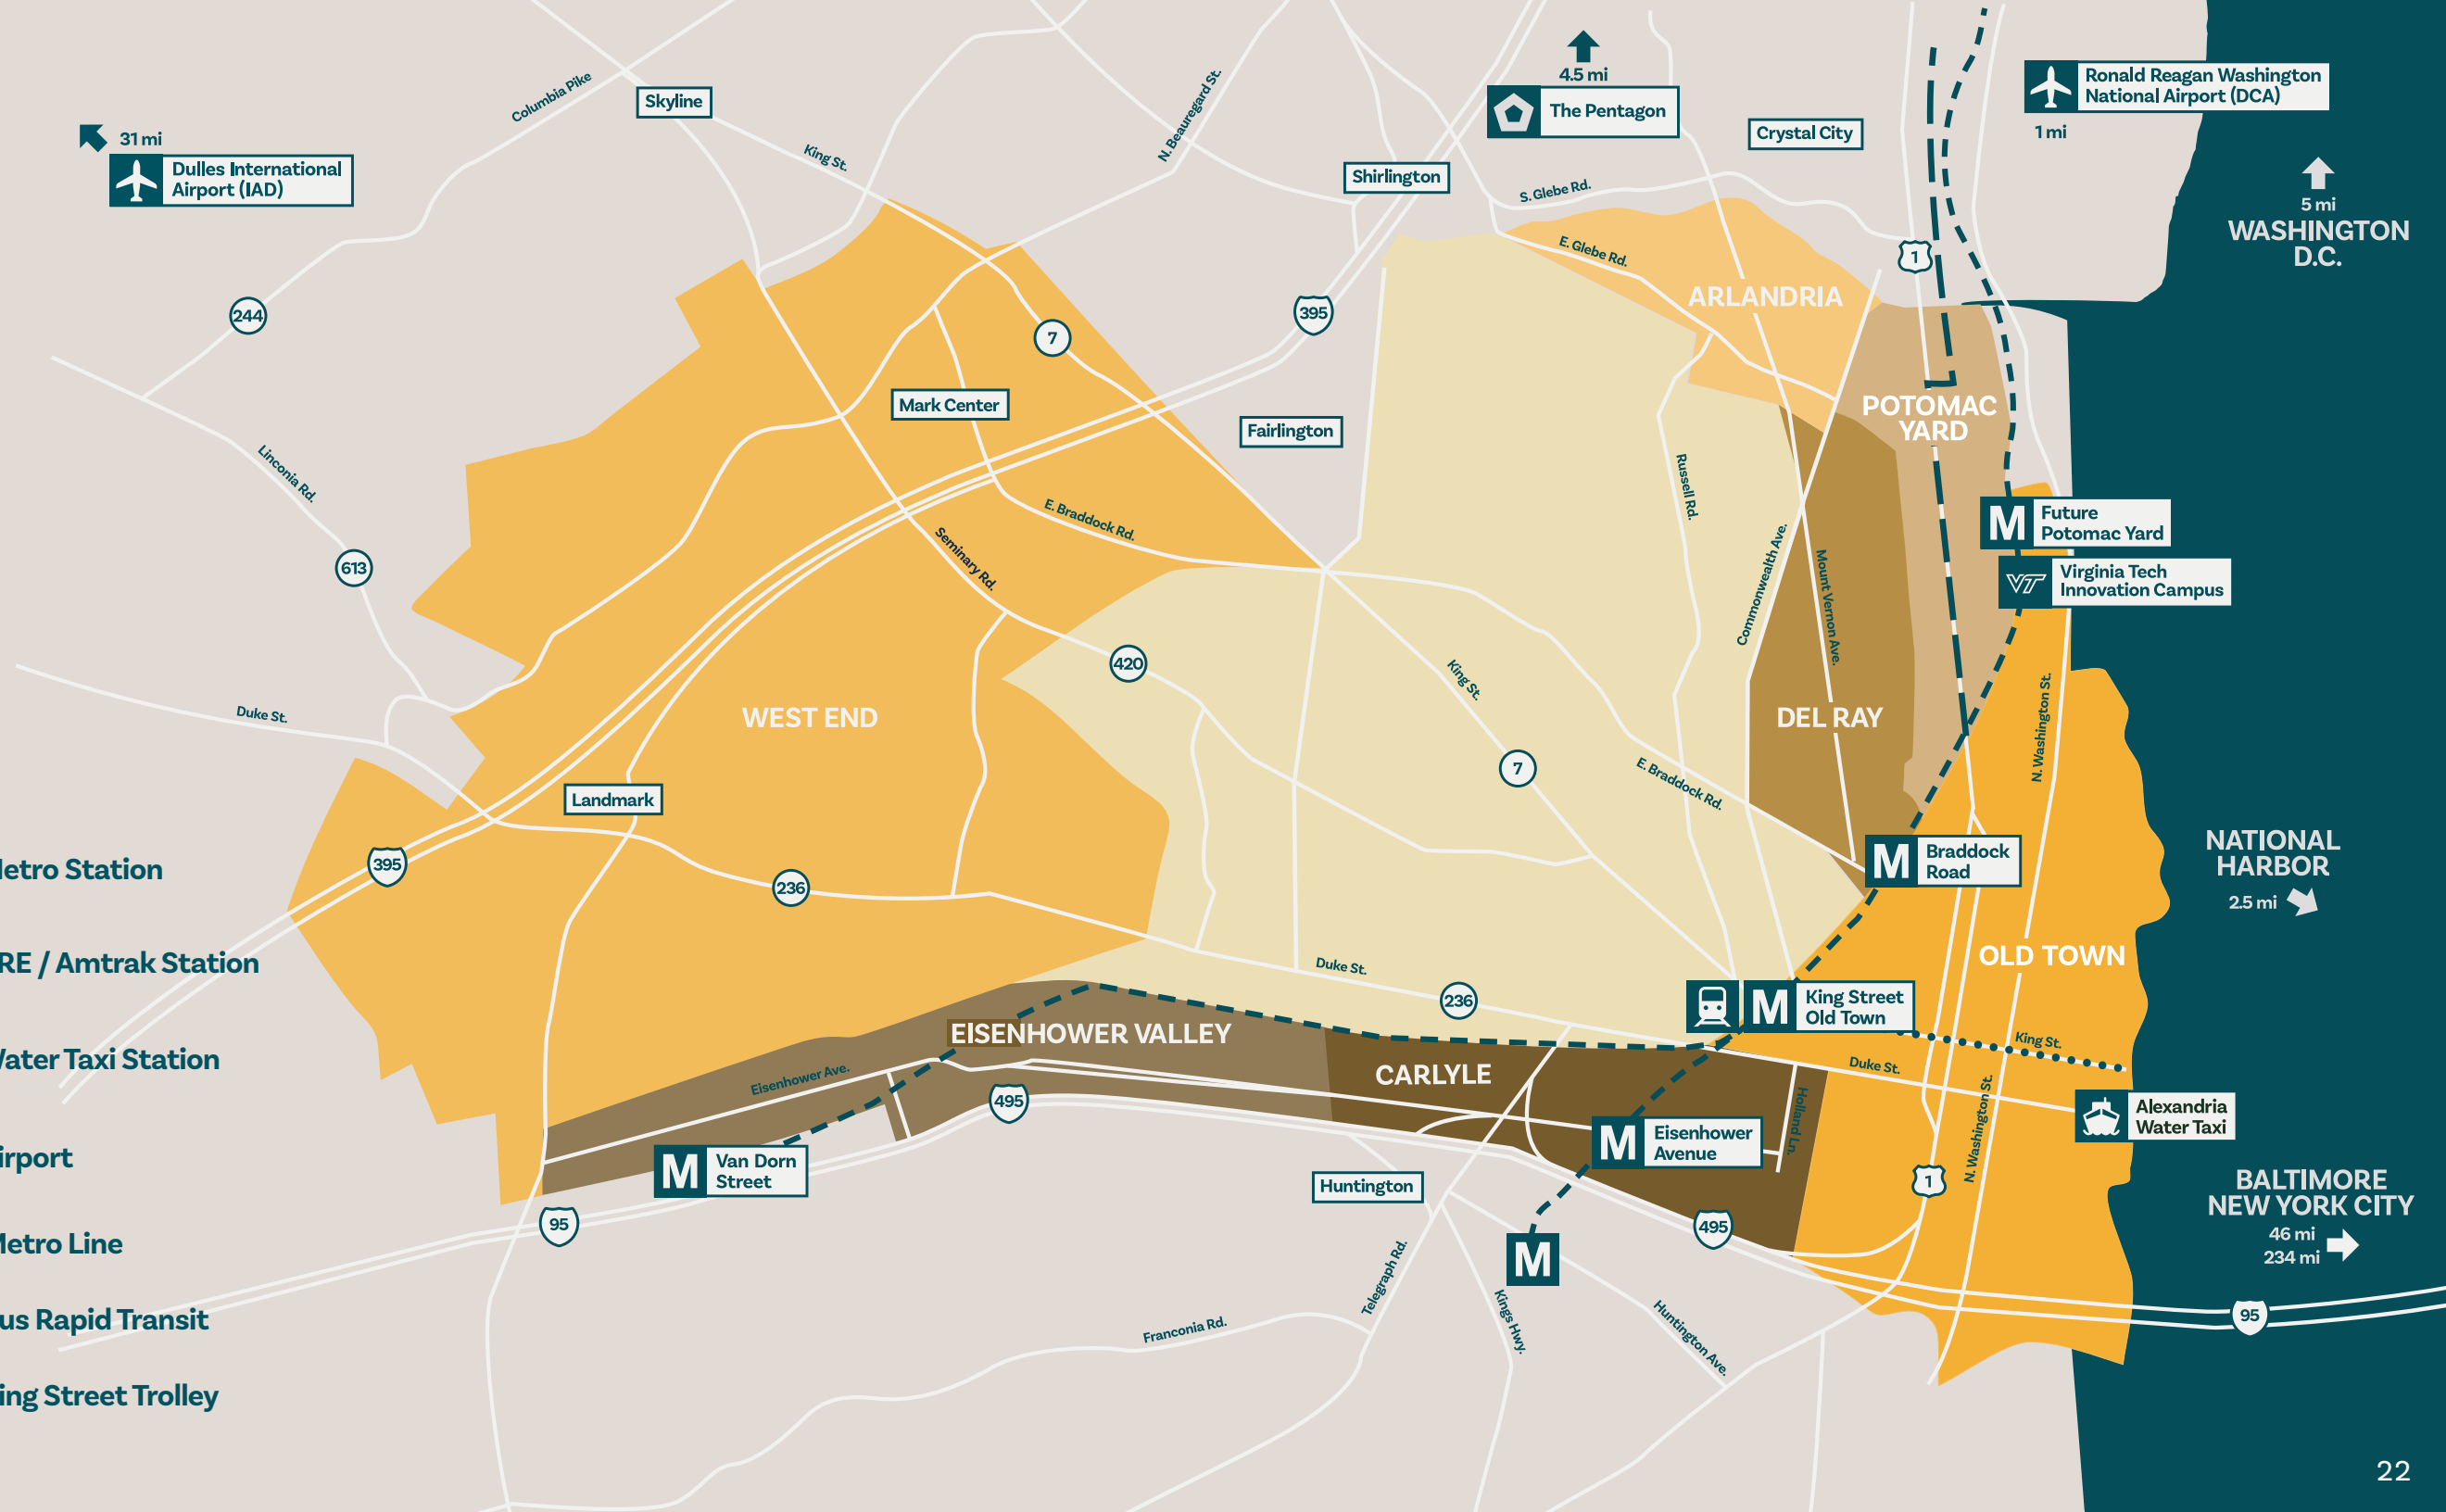 4.5 mi
The Pentagon
Ronald Reagan Washington
National Airport (DCA)
1 mi
Crystal City
Columbia Pike
Skyline
N. Beauregard St.
King St.
31 mi
Dulles International
Airport (IAD)
Shirlington
S. Glebe Rd.
5 mi
WASHINGTON
D.C.
E. Glebe Rd.
1
ARLANDRIA
244
395
7
Mark Center
Fairlington
POTOMAC
YARD
Linconia Rd.
Russell Rd.
E. Braddock Rd.
Seminary Rd.
Future
Potomac Yard
M
VT
Virginia Tech
Innovation Campus
613
Commonwealth Ave.
Mount Vernon Ave.
420
King St.
N. Washington St.
Duke St.
WEST END
DEL RAY
7
E. Braddock Rd.
Landmark
395
236
M
Braddock
Road
NATIONAL
HARBOR
2.5 mi
etro Station
RE / Amtrak Station
OLD TOWN
Duke St.
236
M
King Street
Old Town
King St.
EISENHOWER VALLEY
CARLYLE
Duke St.
ater Taxi Station
Eisenhower Ave.
495
Holland Ln.
N. Washington St.
Alexandria
Water Taxi
M
Eisenhower
Avenue
irport
M
Van Dorn
Street
Huntington
1
BALTIMORE
NEW YORK CITY
46 mi
234 mi
95
495
etro Line
M
Telegraph Rd.
Kings Hwy.
Huntington Ave.
Franconia Rd.
95
us Rapid Transit
ing Street Trolley
22